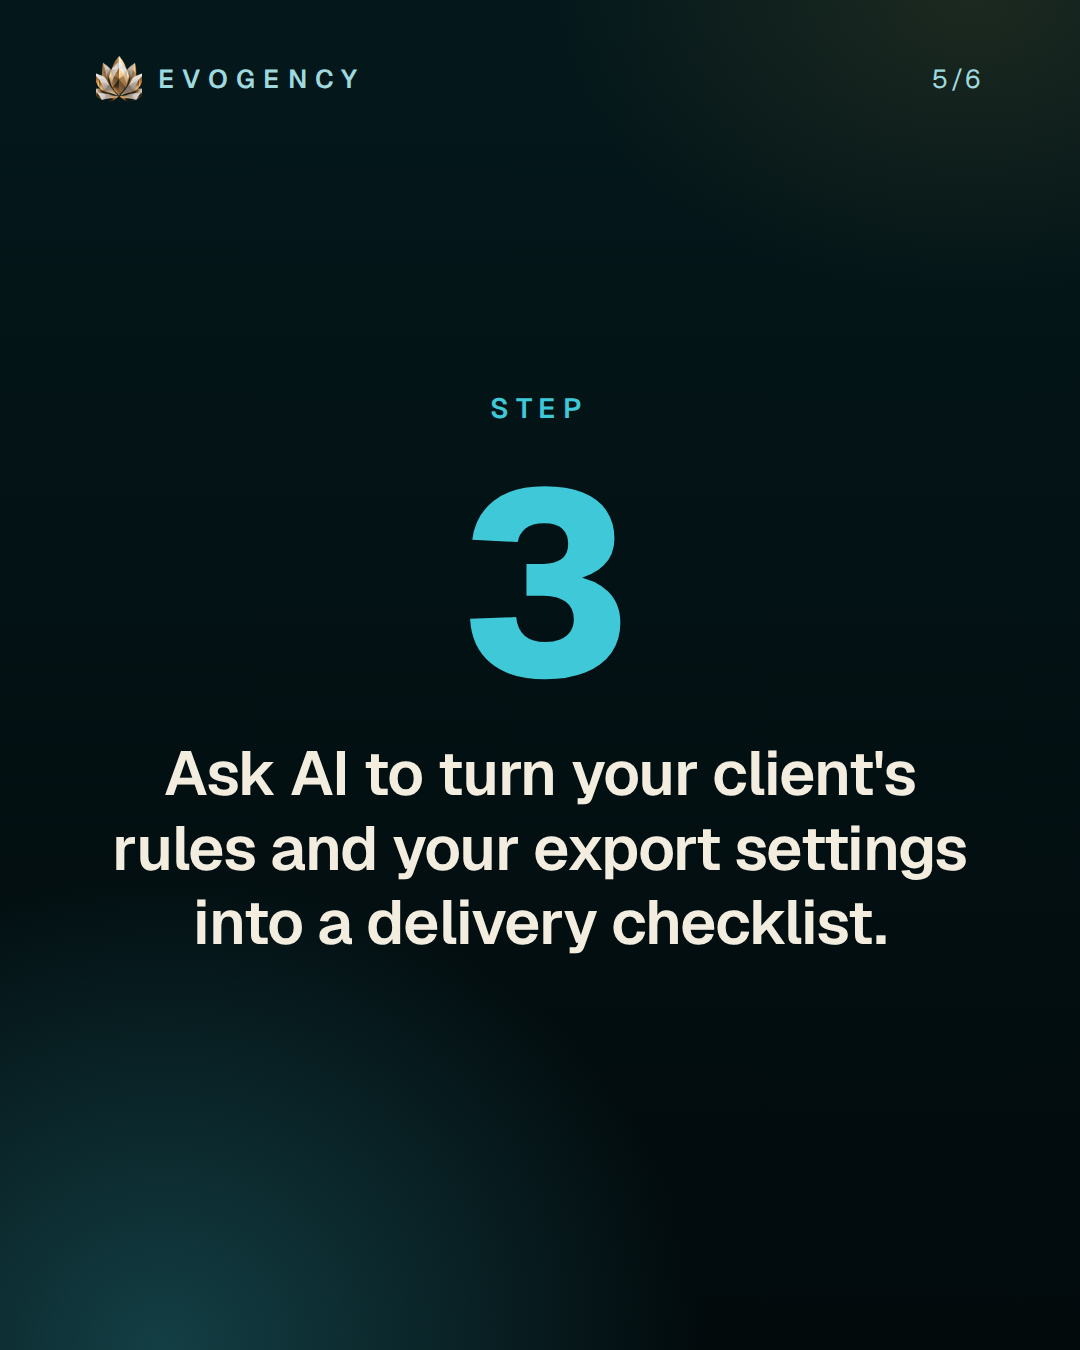 EVOGENCY
5/6
STEP
3
Ask AI to turn your client's
rules and your export settings
into a delivery checklist.